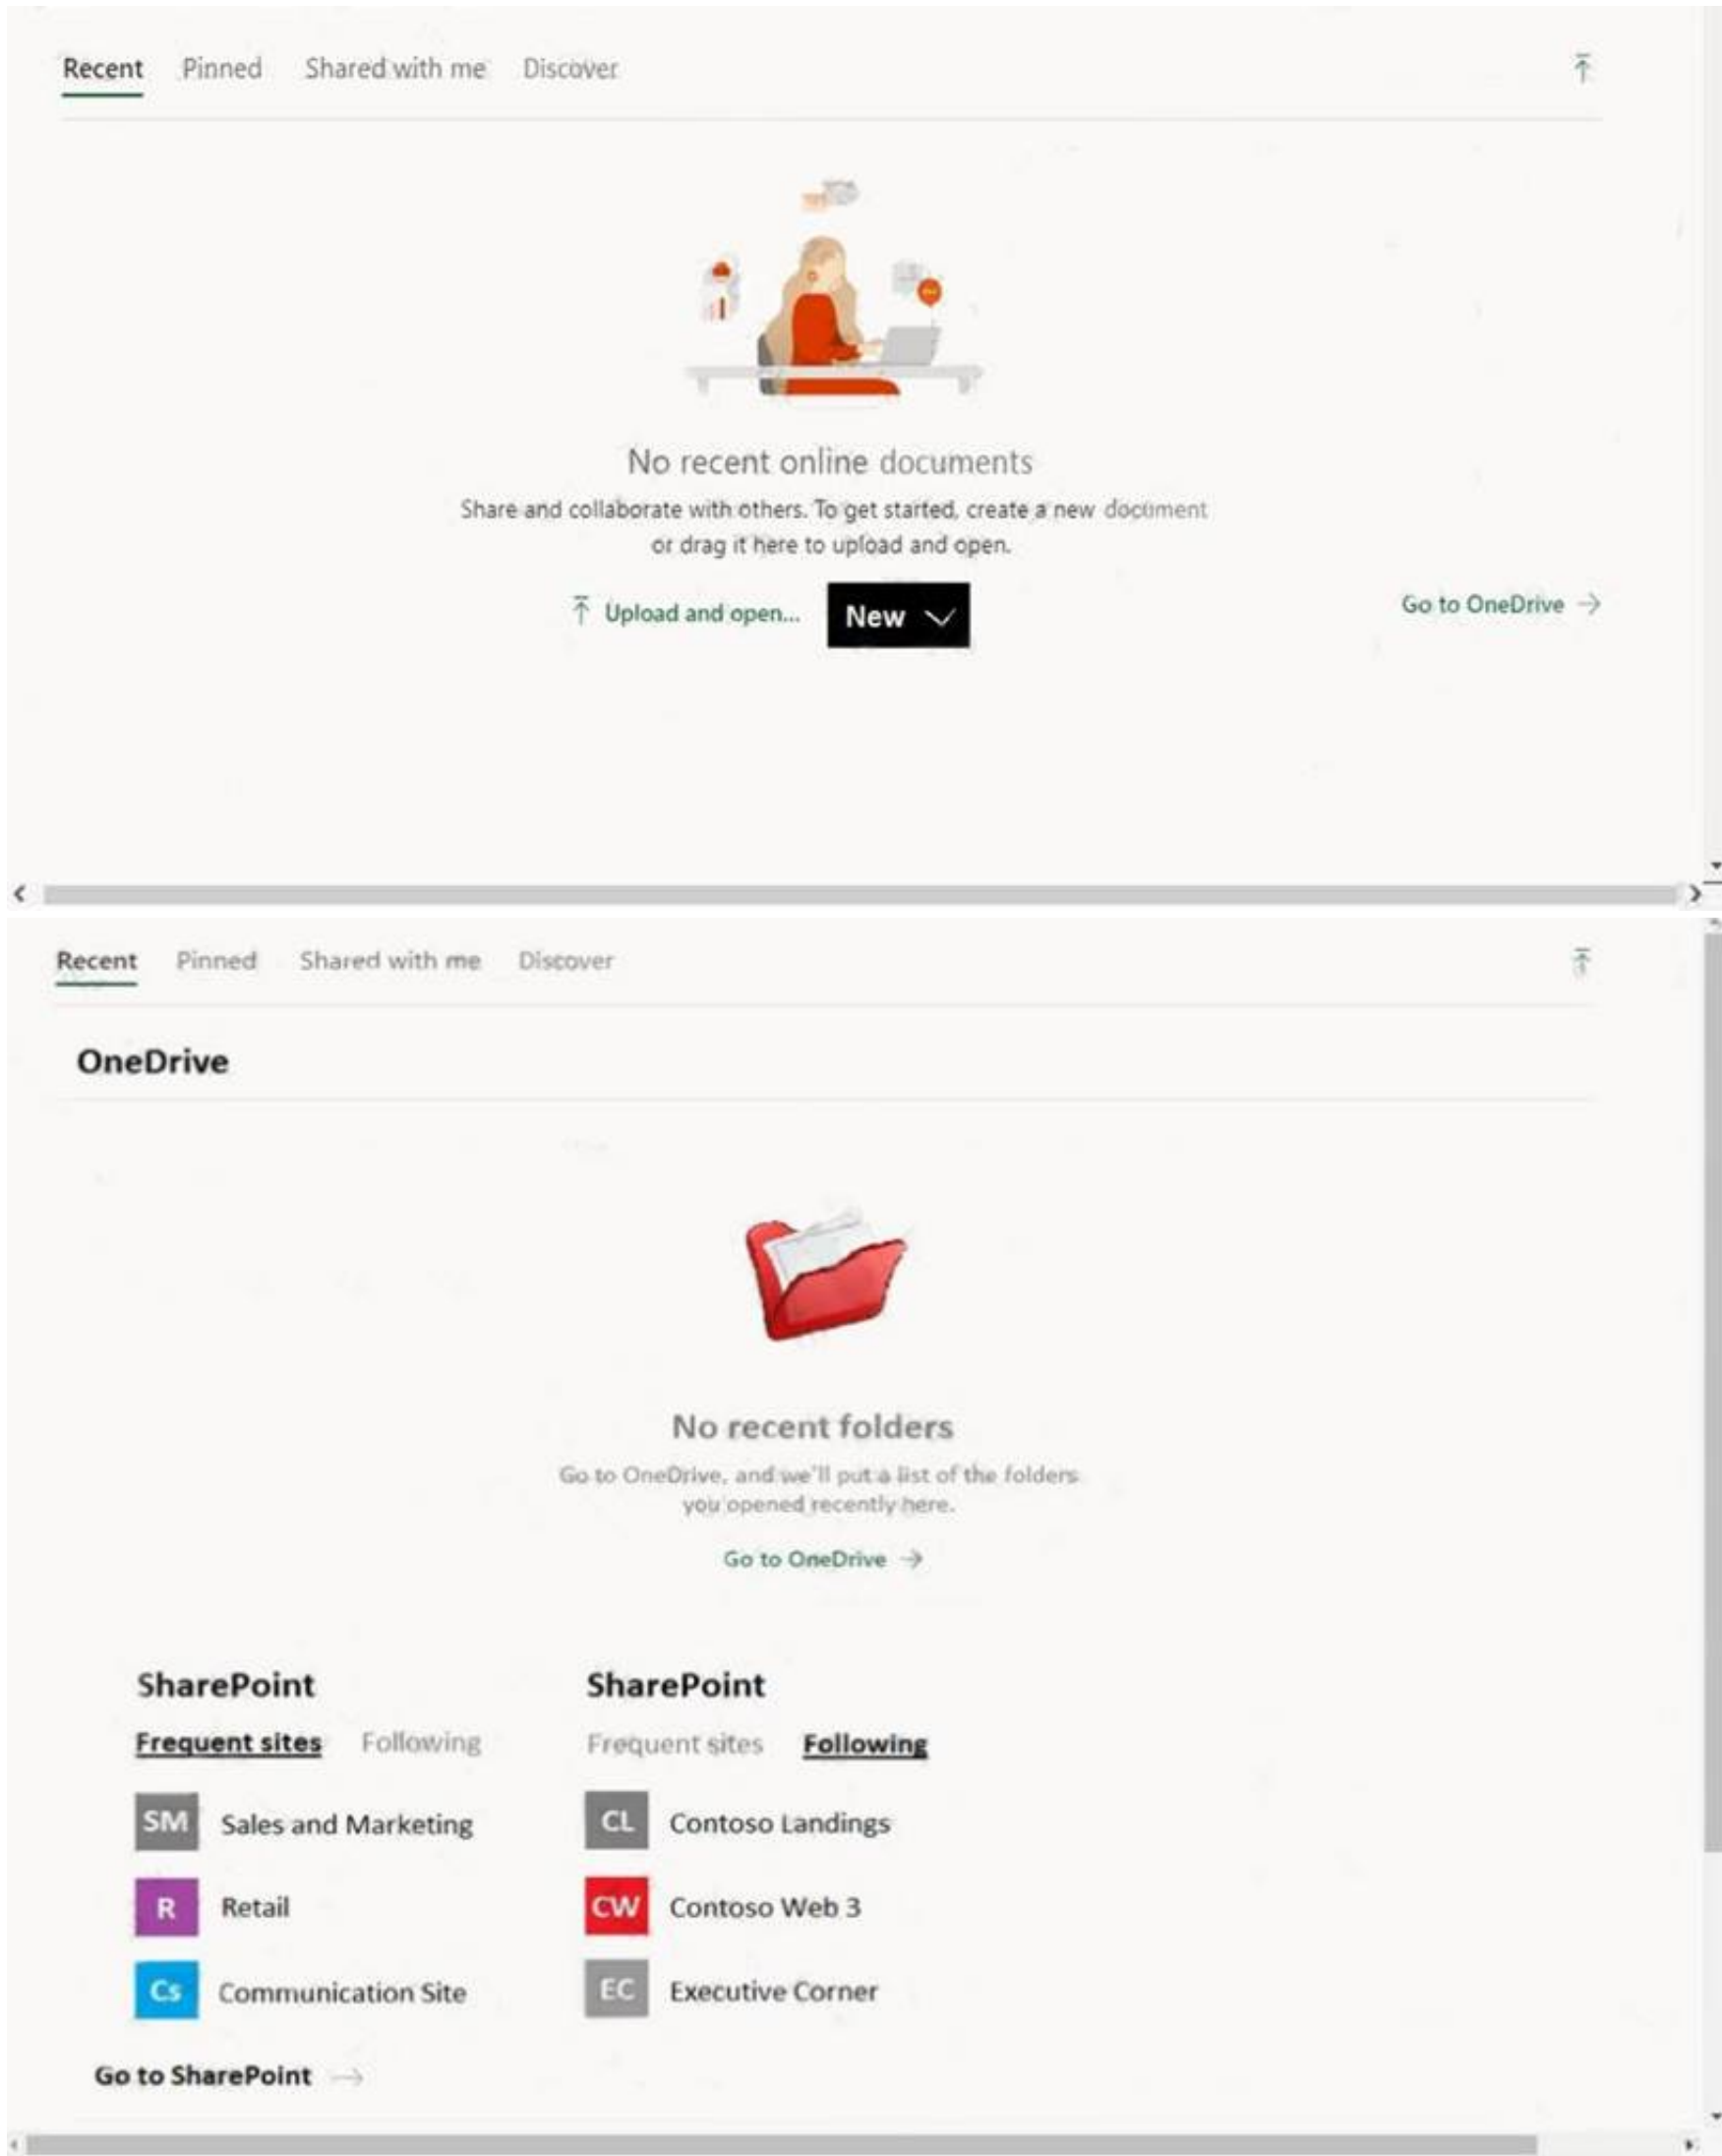 Recent Pinned Shared with me Discover
No recent online documents
Share and collaborate with others. To get started, create a new document
or drag it here to upload and open.
Upload and open... New
Go to OneDrive
Recent Pinned Shared with me Discover
OneDrive
No recent folders
Go to OneDrive, and we'll put a list of the folders
you opened recently here.
Go to OneDrive
SharePoint
Frequent sites Following
SM Sales and Marketing
R Retail
Cs Communication Site
SharePoint
Frequent sites Following
CL Contoso Landings
CW Contoso Web 3
EC Executive Corner
Go to SharePoint